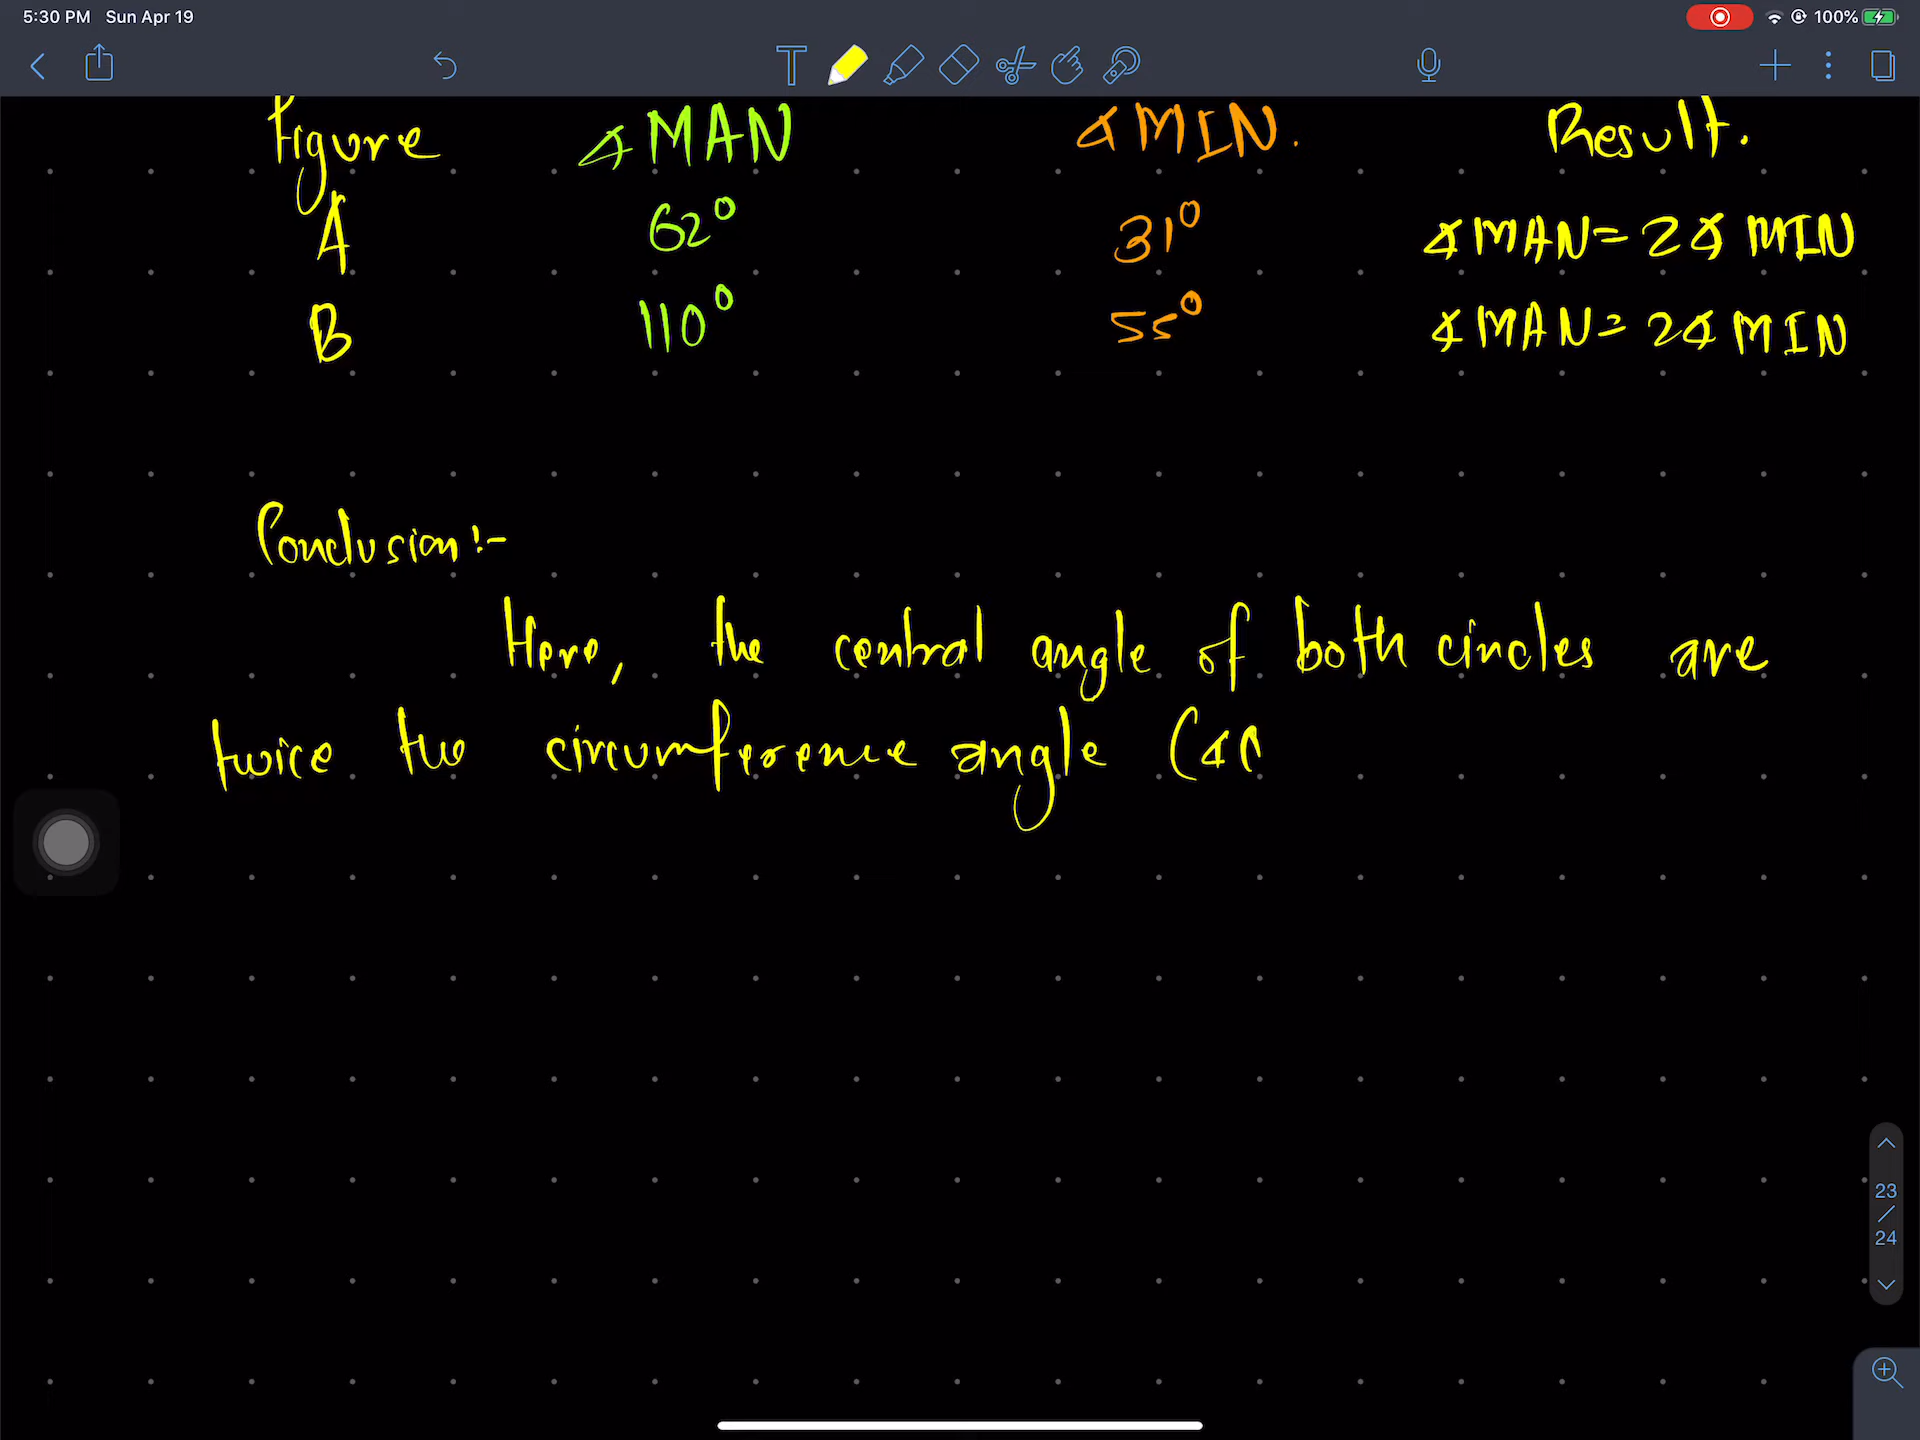 5:30 PM Sun Apr 19 100%
T
Figure ∡MAN ∡MIN. Result.
A 62° 31° ∡MAN = 2∡MIN
B 110° 55° ∡MAN = 2∡MIN
Conclusion:-
Here, the central angle of both circles are
twice the circumference angle (∡
23
/
24